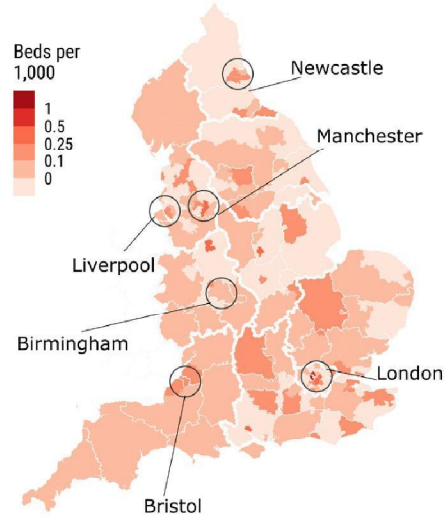 Beds per
1,000
1
0.5
0.25
0.1
0
Newcastle
Manchester
Liverpool
Birmingham
London
Bristol